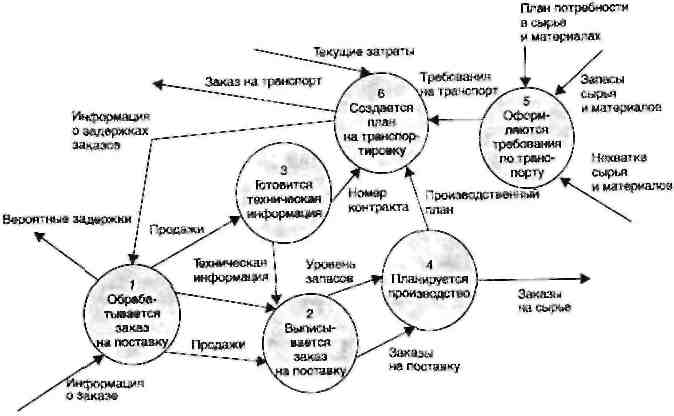 План потребности
в сырье
и материалах
Текущие затраты
Заказ на транспорт
Требования
на транспорт
Запасы
сырья
и материалов
6
Создается
план
на транспор-
тировку
5
Оформ-
ляются
требования
по транс-
порту
Информация
о задержках
заказов
3
Готовится
техническая
информация
Нехватка
сырья
и материалов
Номер
контракта
Производственный
план
Вероятные задержки
Продажи
Техническая
информация
Уровень
запасов
4
Планируется
производство
1
Обраба-
тывается
заказ
на поставку
Заказы
на сырье
2
Выписы-
вается
заказ
на поставку
Продажи
Заказы
на поставку
Информация
о заказе